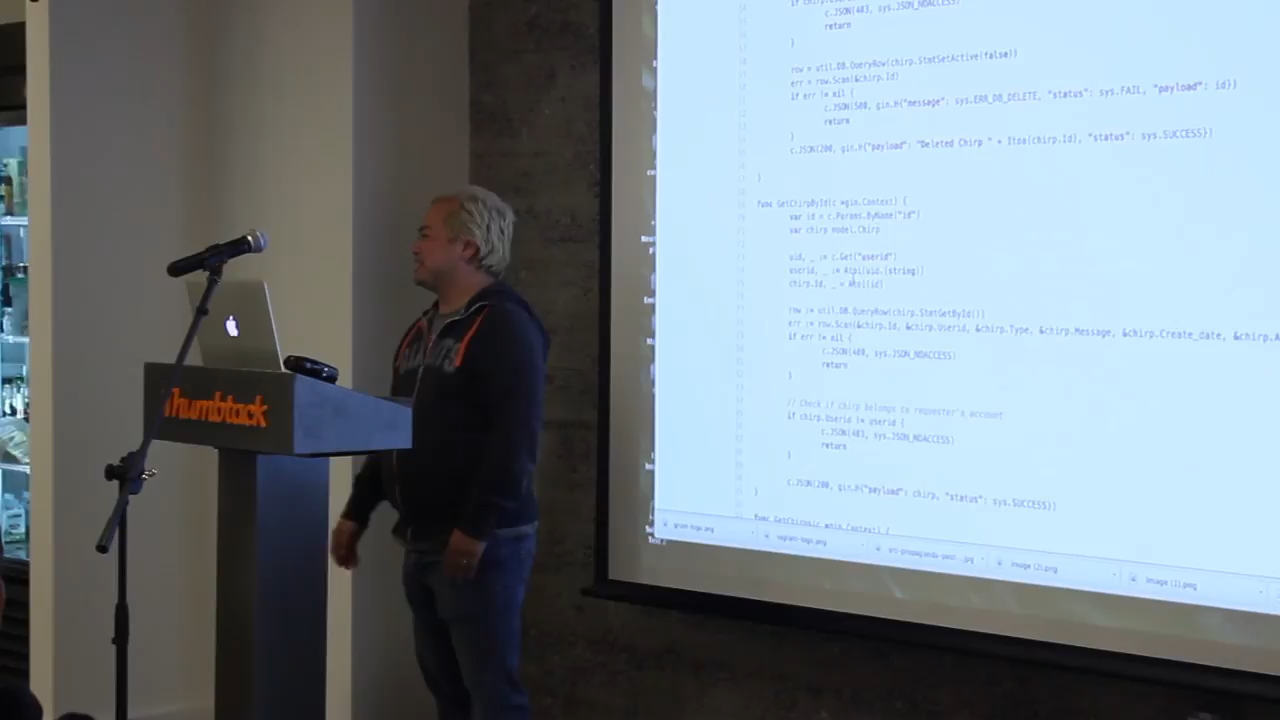 Thumbtack
c.JSON(403, sys.JSON_NOACCESS)
return
}
row = util.DB.QueryRow(chirp.StmtSetActive(false))
err = row.Scan(&chirp.Id)
if err != nil {
c.JSON(500, gin.H{"message": sys.ERR_DB_DELETE, "status": sys.FAIL, "payload": id})
return
}
c.JSON(200, gin.H{"payload": "Deleted Chirp " + Itoa(chirp.Id), "status": sys.SUCCESS})
}
func GetChirpById(c *gin.Context) {
var id = c.Params.ByName("id")
var chirp model.Chirp
uid, _ := c.Get("userid")
userid, _ := Atoi(uid.(string))
chirp.Id, _ = Atoi(id)
row := util.DB.QueryRow(chirp.StmtGetById())
err := row.Scan(&chirp.Id, &chirp.Userid, &chirp.Type, &chirp.Message, &chirp.Create_date, &chirp.A
if err != nil {
c.JSON(400, sys.JSON_NOACCESS)
return
}
// Check if chirp belongs to requester's account
if chirp.Userid != userid {
c.JSON(403, sys.JSON_NOACCESS)
return
}
c.JSON(200, gin.H{"payload": chirp, "status": sys.SUCCESS})
}
image (2).png
image (1).png